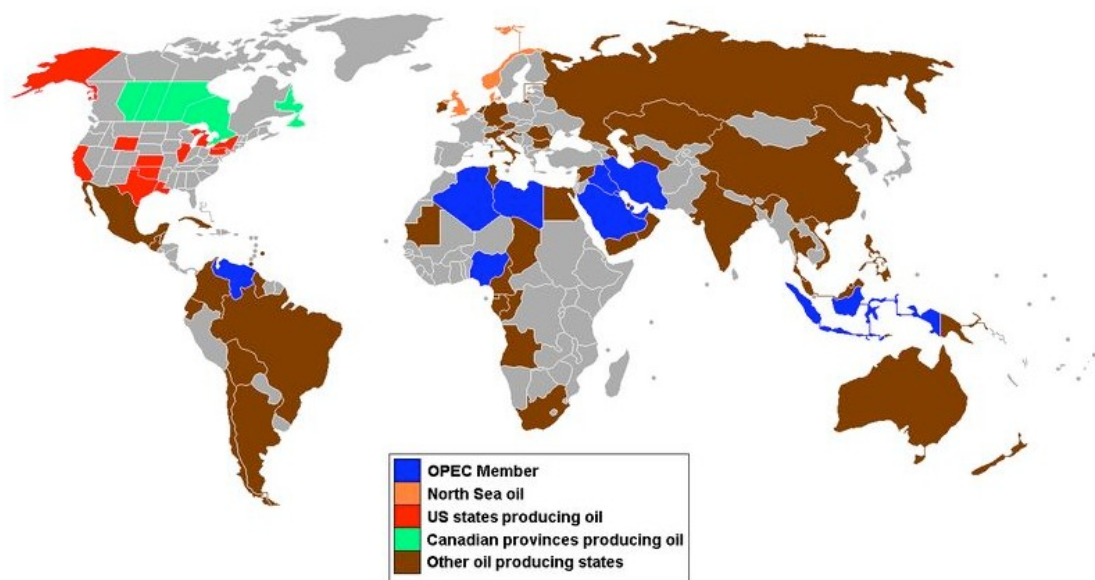 OPEC Member
North Sea oil
US states producing oil
Canadian provinces producing oil
Other oil producing states